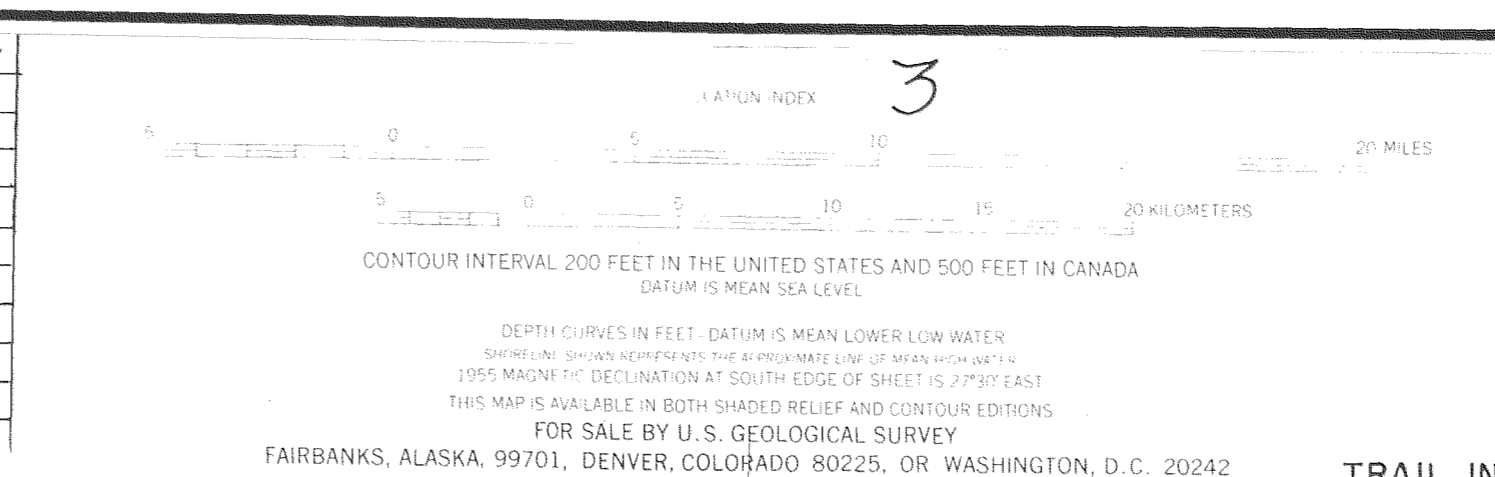 3
INDEX
5 0 5 10 20 MILES
5 0 5 10 15 20 KILOMETERS
CONTOUR INTERVAL 200 FEET IN THE UNITED STATES AND 500 FEET IN CANADA
DATUM IS MEAN SEA LEVEL
DEPTH CURVES IN FEET - DATUM IS MEAN LOWER LOW WATER
SHORELINE SHOWN REPRESENTS THE APPROXIMATE LINE OF MEAN HIGH WATER
1955 MAGNETIC DECLINATION AT SOUTH EDGE OF SHEET IS 27°30' EAST
THIS MAP IS AVAILABLE IN BOTH SHADED RELIEF AND CONTOUR EDITIONS
FOR SALE BY U.S. GEOLOGICAL SURVEY
FAIRBANKS, ALASKA, 99701, DENVER, COLORADO 80225, OR WASHINGTON, D.C. 20242
TRAIL IN